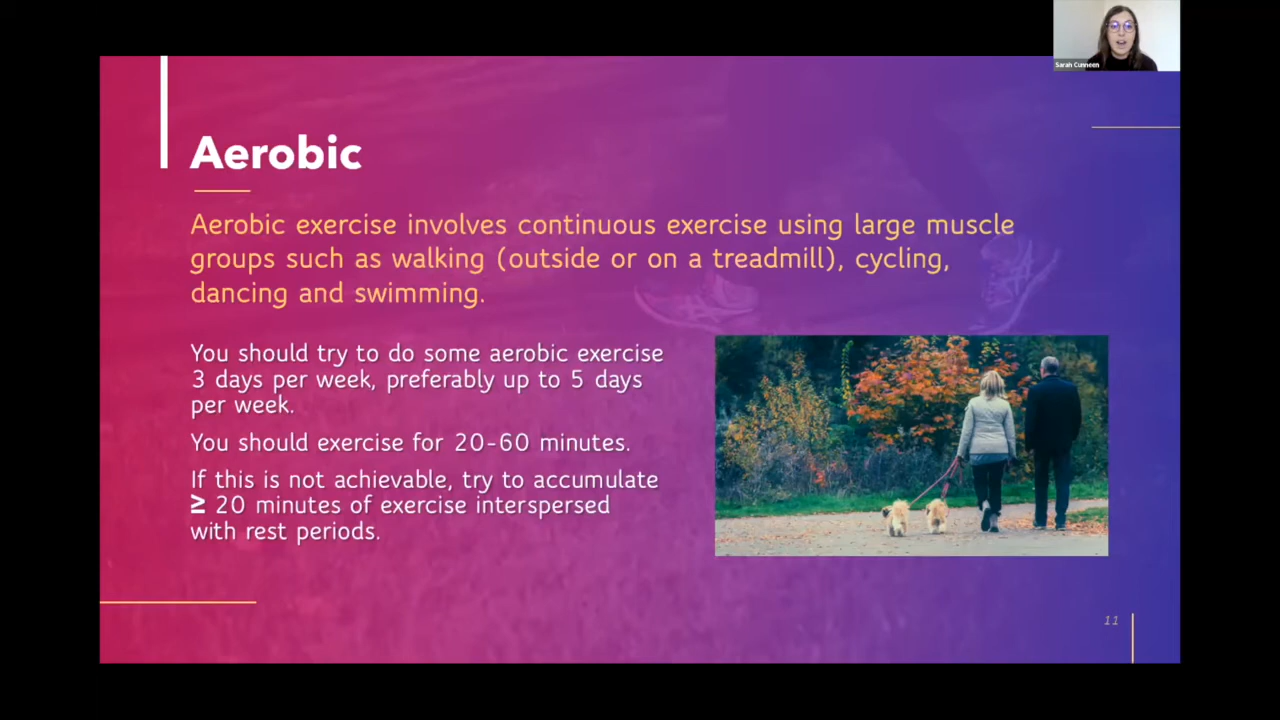 Sarah Cunneen
Aerobic
Aerobic exercise involves continuous exercise using large muscle
groups such as walking (outside or on a treadmill), cycling,
dancing and swimming.
You should try to do some aerobic exercise
3 days per week, preferably up to 5 days
per week.
You should exercise for 20-60 minutes.
If this is not achievable, try to accumulate
≥ 20 minutes of exercise interspersed
with rest periods.
11